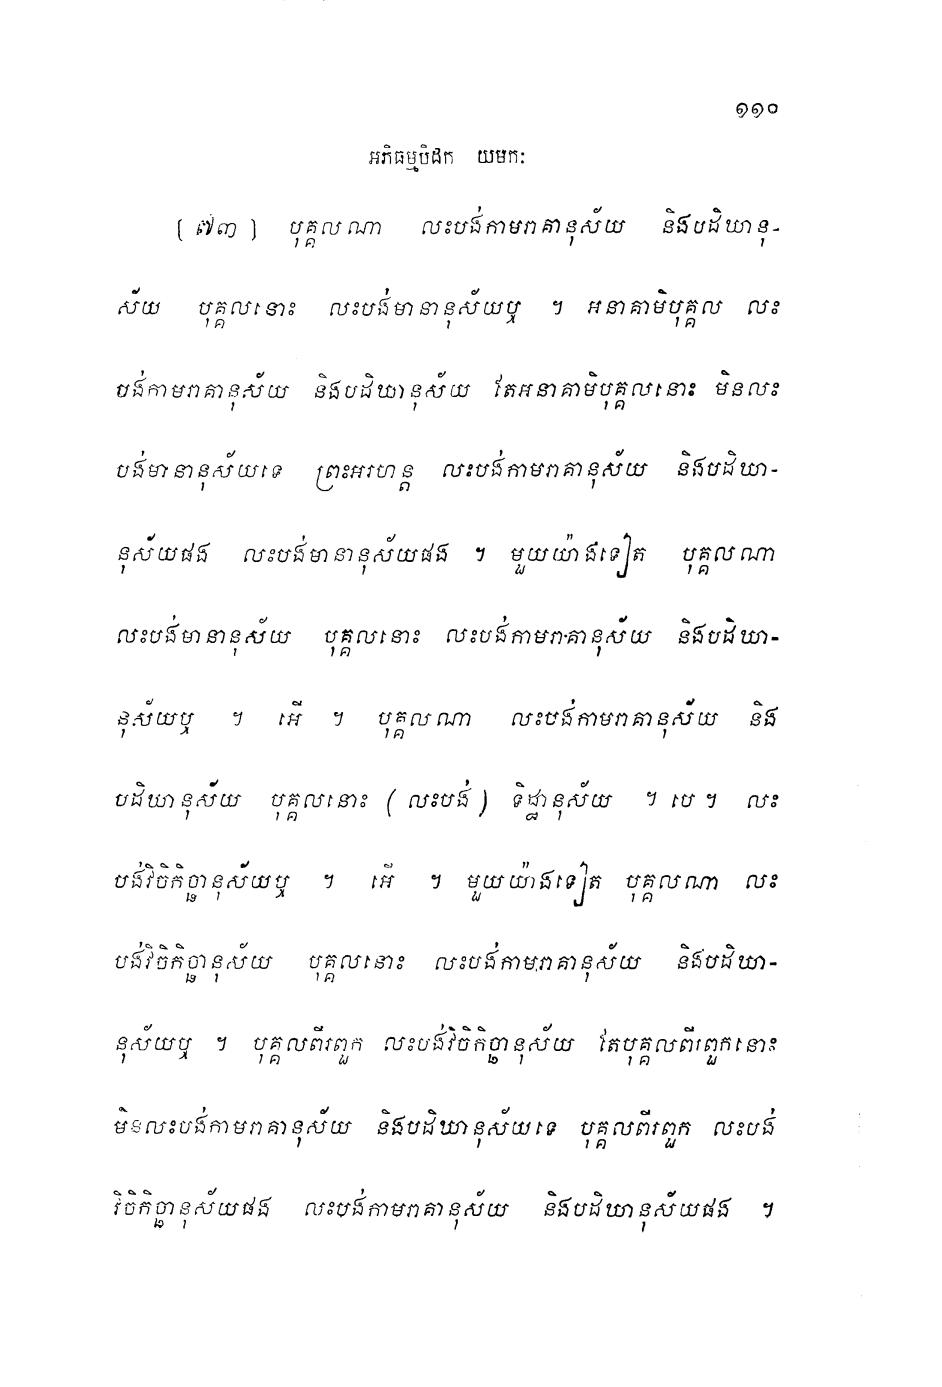 ១១០
អភិធម្មបិដក យមកៈ
[ ៧៣ ] បុគ្គលណា លះបង់កាមរាគានុស័យ និងបដិឃានុ-
ស័យ បុគ្គលនោះ លះបង់មានានុស័យឬ ។ អនាគាមិបុគ្គល លះ
បង់កាមរាគានុស័យ និងបដិឃានុស័យ តែអនាគាមិបុគ្គលនោះ មិនលះ
បង់មានានុស័យទេ ព្រះអរហន្ត លះបង់កាមរាគានុស័យ និងបដិឃា-
នុស័យផង លះបង់មានានុស័យផង ។ មួយយ៉ាងទៀត បុគ្គលណា
លះបង់មានានុស័យ បុគ្គលនោះ លះបង់កាមរាគានុស័យ និងបដិឃា-
នុស័យឬ ។ អើ ។ បុគ្គលណា លះបង់កាមរាគានុស័យ និង
បដិឃានុស័យ បុគ្គលនោះ ( លះបង់ ) ទិដ្ឋានុស័យ ។ បេ ។ លះ
បង់វិចិកិច្ឆានុស័យឬ ។ អើ ។ មួយយ៉ាងទៀត បុគ្គលណា លះ
បង់វិចិកិច្ឆានុស័យ បុគ្គលនោះ លះបង់កាមរាគានុស័យ និងបដិឃា-
នុស័យឬ ។ បុគ្គលពីរពួក លះបង់វិចិកិច្ឆានុស័យ តែបុគ្គលពីរពួកនោះ
មិនលះបង់កាមរាគានុស័យ និងបដិឃានុស័យទេ បុគ្គលពីរពួក លះបង់
វិចិកិច្ឆានុស័យផង លះបង់កាមរាគានុស័យ និងបដិឃានុស័យផង ។